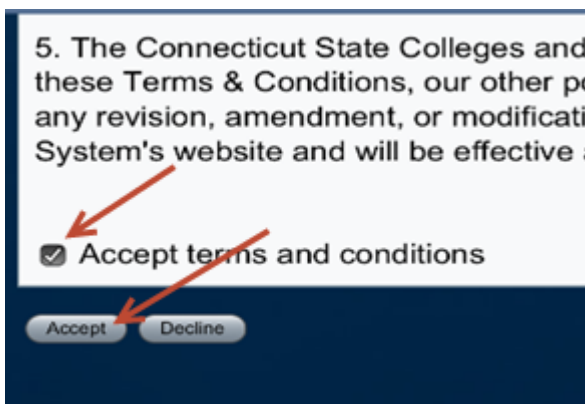 5. The Connecticut State Colleges and
these Terms & Conditions, our other
any revision, amendment, or
System's website and will be effective
Accept terms and conditions
Accept Decline